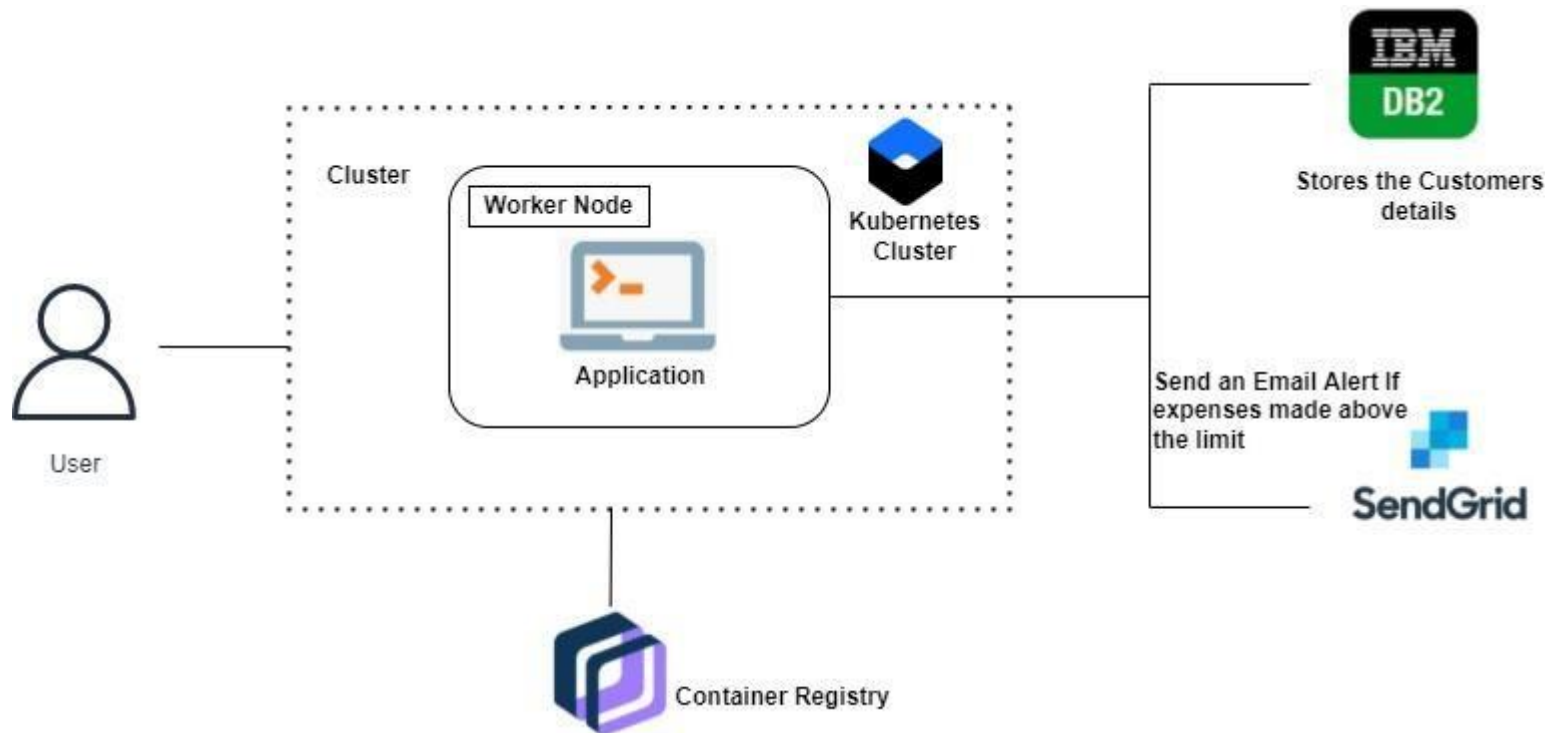 IBM
DB2
Stores the Customers
details
Cluster
Worker Node
Kubernetes
Cluster
Application
User
Send an Email Alert If
expenses made above
the limit
SendGrid
Container Registry